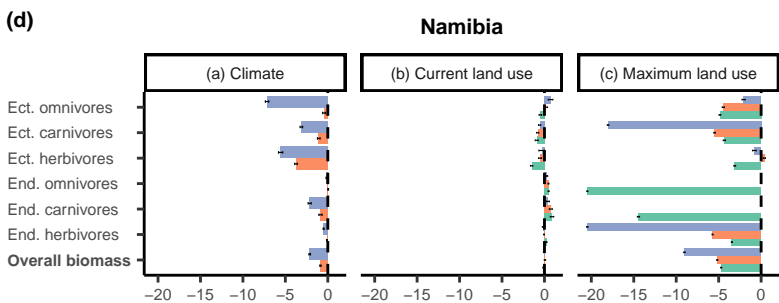 (d)
Namibia
(a) Climate
(b) Current land use
(c) Maximum land use
Ect. omnivores
Ect. carnivores
Ect. herbivores
End. omnivores
End. carnivores
End. herbivores
Overall biomass
−20 −15 −10 −5 0
−20 −15 −10 −5 0
−20 −15 −10 −5 0